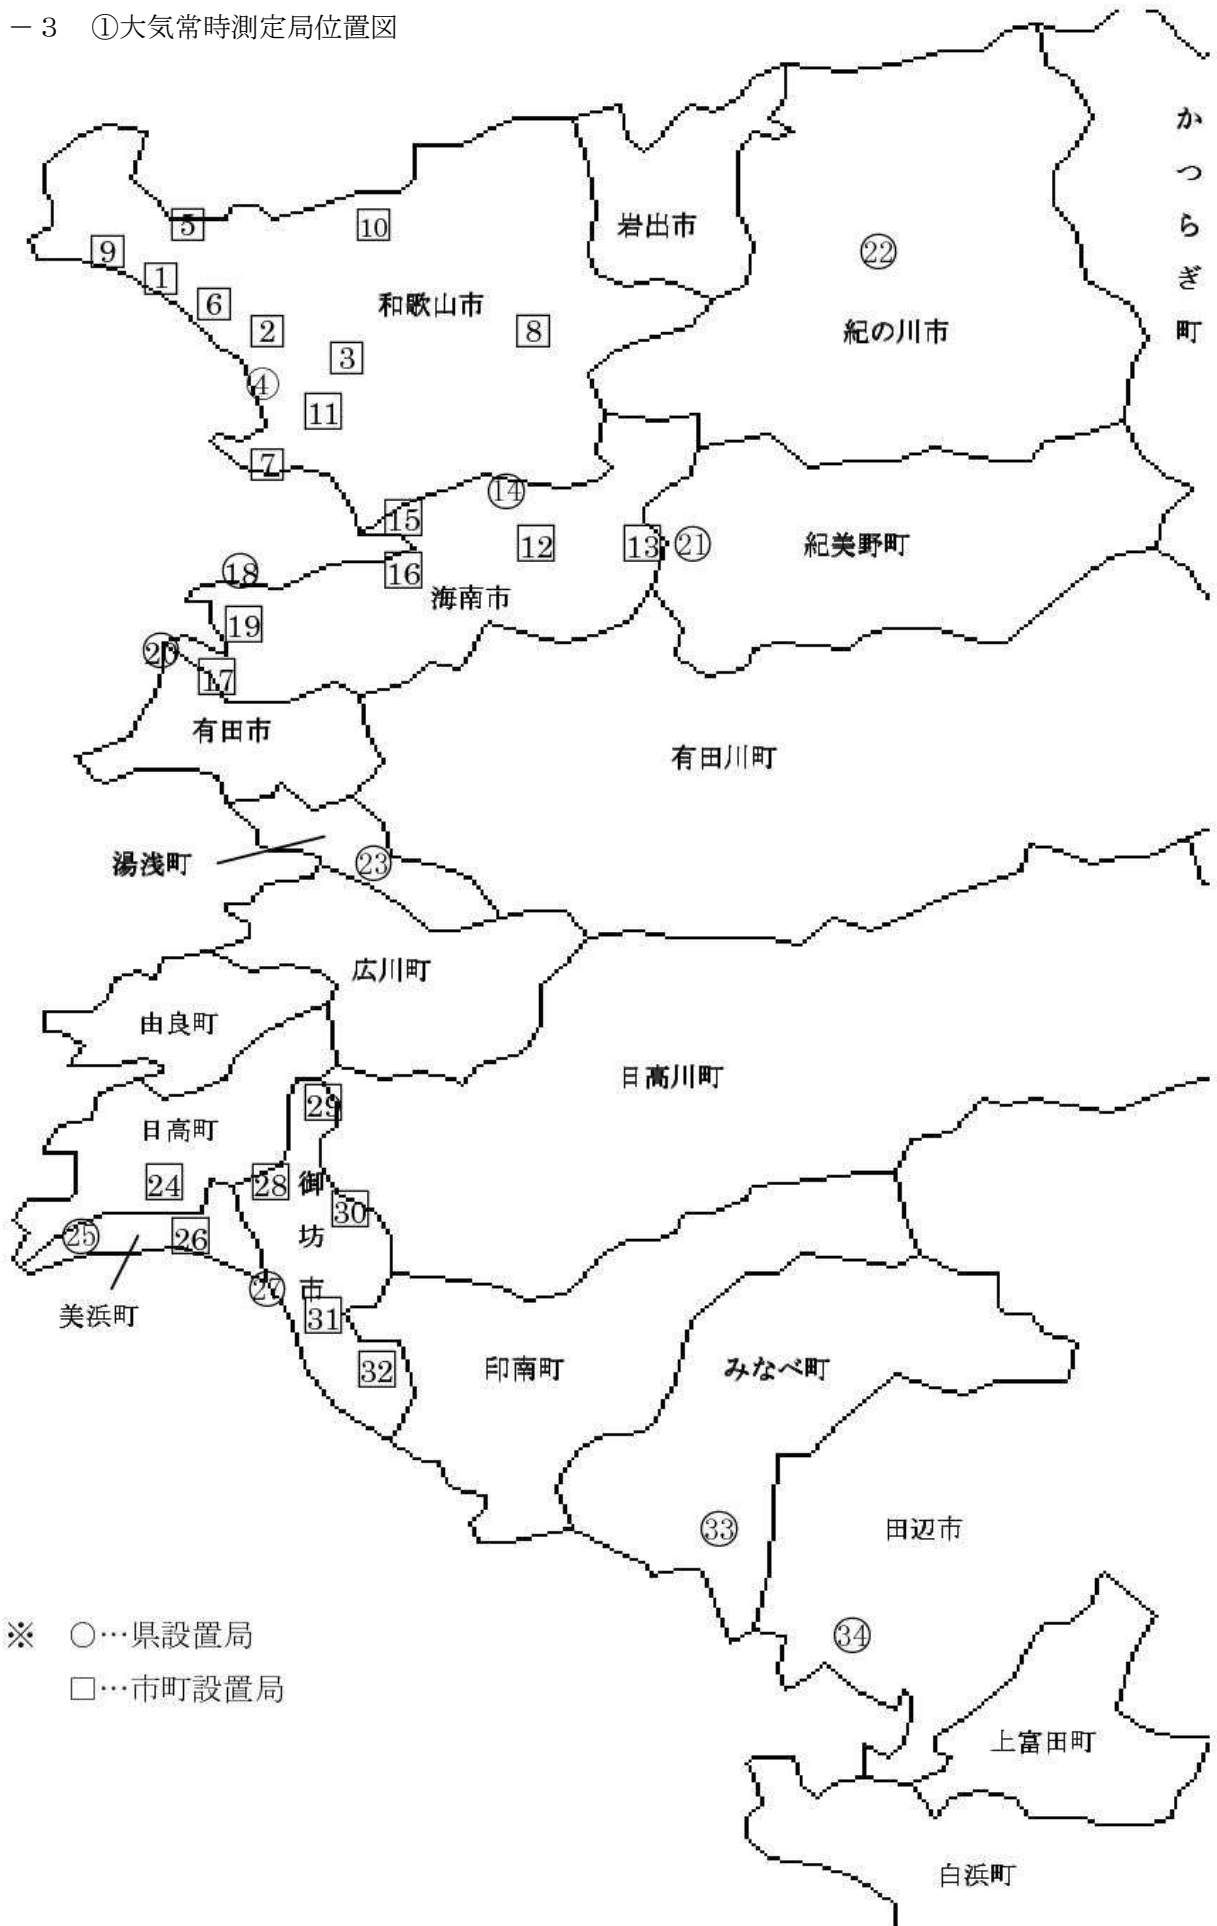 －３　①大気常時測定局位置図
かつらぎ町
5
10
岩出市
9
22
1
6
和歌山市
2
8
紀の川市
3
4
11
7
14
15
12
13
21
紀美野町
18
16
海南市
19
20
17
有田市
有田川町
湯浅町
23
広川町
由良町
日高川町
29
日高町
24
28
御坊市
30
25
26
27
美浜町
31
32
印南町
みなべ町
33
田辺市
※　○…県設置局
34
□…市町設置局
上富田町
白浜町